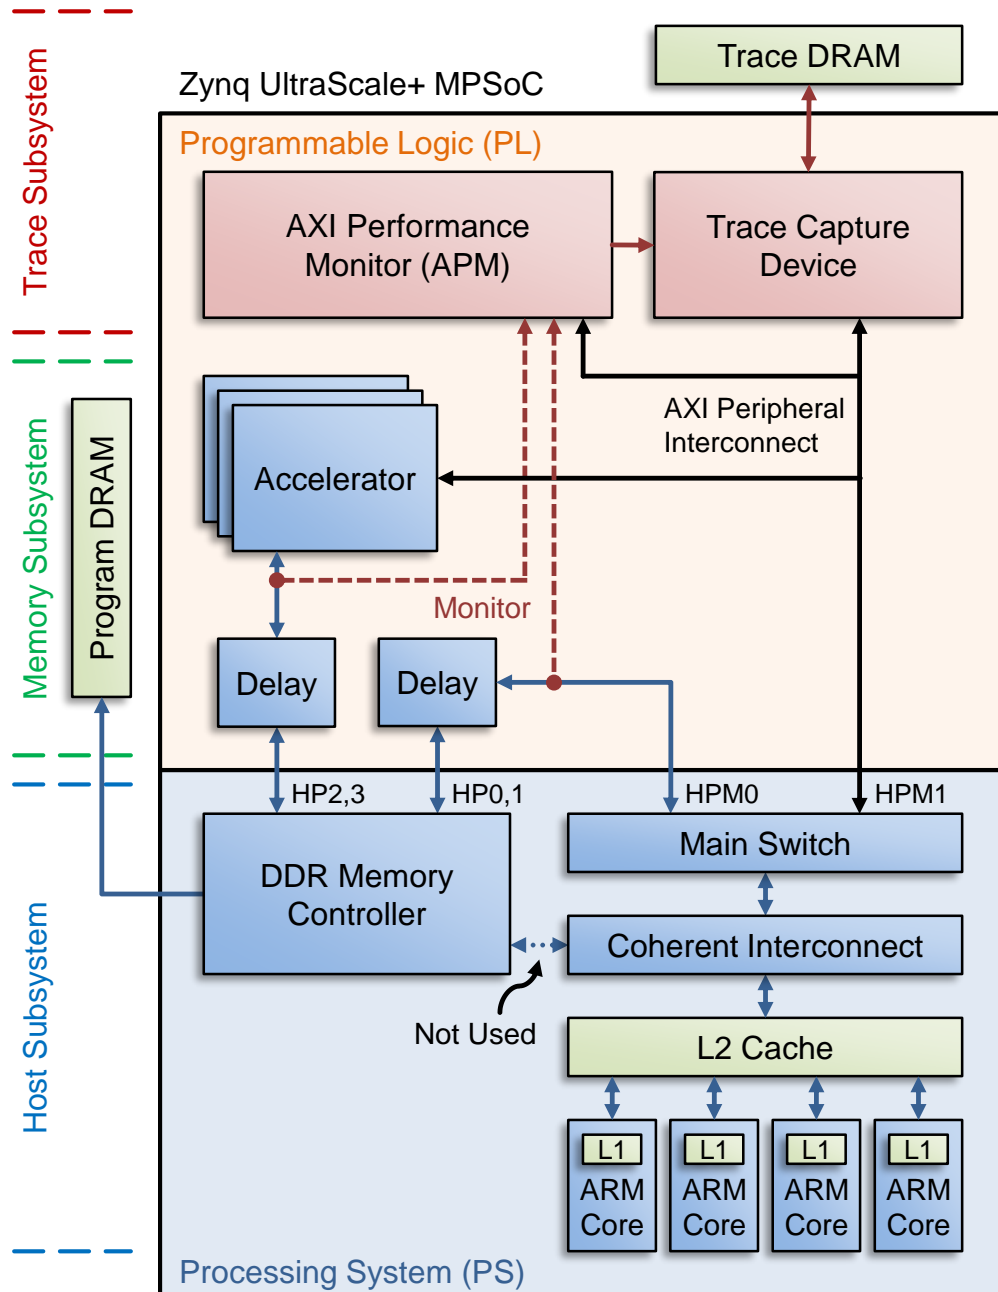 Trace DRAM
Zynq UltraScale+ MPSoC
Trace Subsystem
Programmable Logic (PL)
AXI Performance
Monitor (APM)
Trace Capture
Device
Memory Subsystem
Program DRAM
AXI Peripheral
Interconnect
Accelerator
Monitor
Delay
Delay
HP2,3
HP0,1
HPM0
HPM1
Host Subsystem
DDR Memory
Controller
Main Switch
Coherent Interconnect
Not Used
L2 Cache
L1
ARM
Core
L1
ARM
Core
L1
ARM
Core
L1
ARM
Core
Processing System (PS)